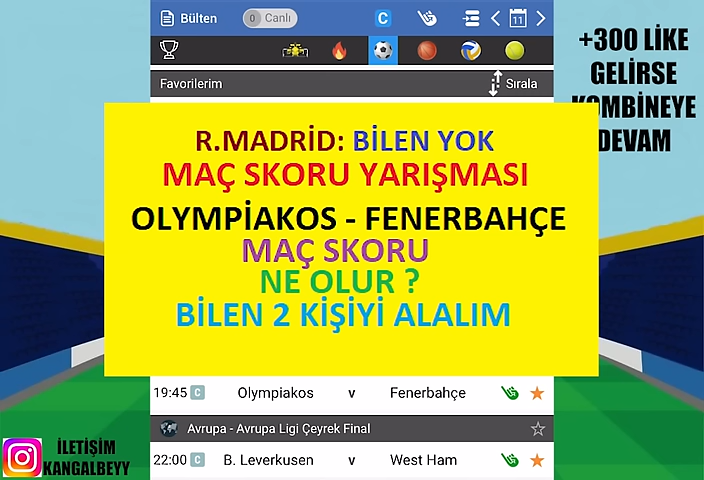 Bülten
0 Canlı
C
11
Favorilerim
Sırala
+300 LİKE
GELİRSE
KOMBİNEYE
DEVAM
R.MADRİD: BİLEN YOK
MAÇ SKORU YARIŞMASI
OLYMPİAKOS - FENERBAHÇE
MAÇ SKORU
NE OLUR ?
BİLEN 2 KİŞİYİ ALALIM
19:45 C Olympiakos v Fenerbahçe
Avrupa - Avrupa Ligi Çeyrek Final
22:00 C B. Leverkusen v West Ham
İLETİŞİM
KANGALBEYY